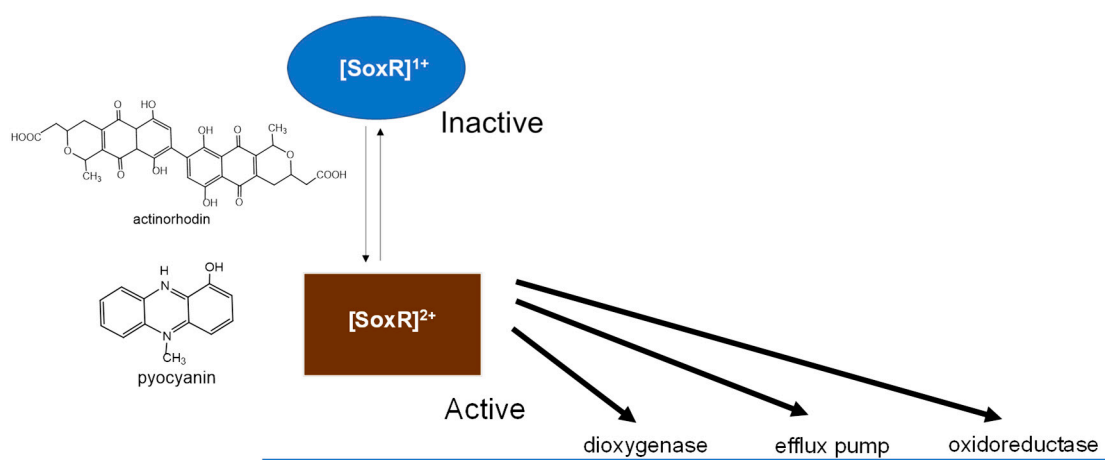 [SoxR]¹⁺
Inactive
O
HO
HOOC
O
CH₃
O
OH
OH
O
CH₃
O
COOH
OH
O
actinorhodin
H
N
OH
N
CH₃
pyocyanin
[SoxR]²⁺
Active
dioxygenase
efflux pump
oxidoreductase